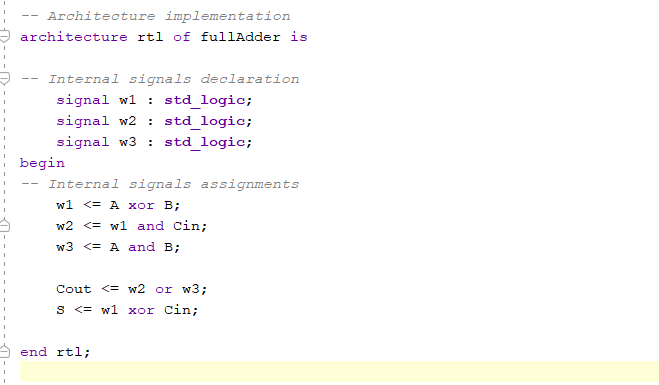 -- Architecture implementation
architecture rtl of fullAdder is
-- Internal signals declaration
signal w1 : std_logic;
signal w2 : std_logic;
signal w3 : std_logic;
begin
-- Internal signals assignments
w1 <= A xor B;
w2 <= w1 and Cin;
w3 <= A and B;
Cout <= w2 or w3;
S <= w1 xor Cin;
end rtl;